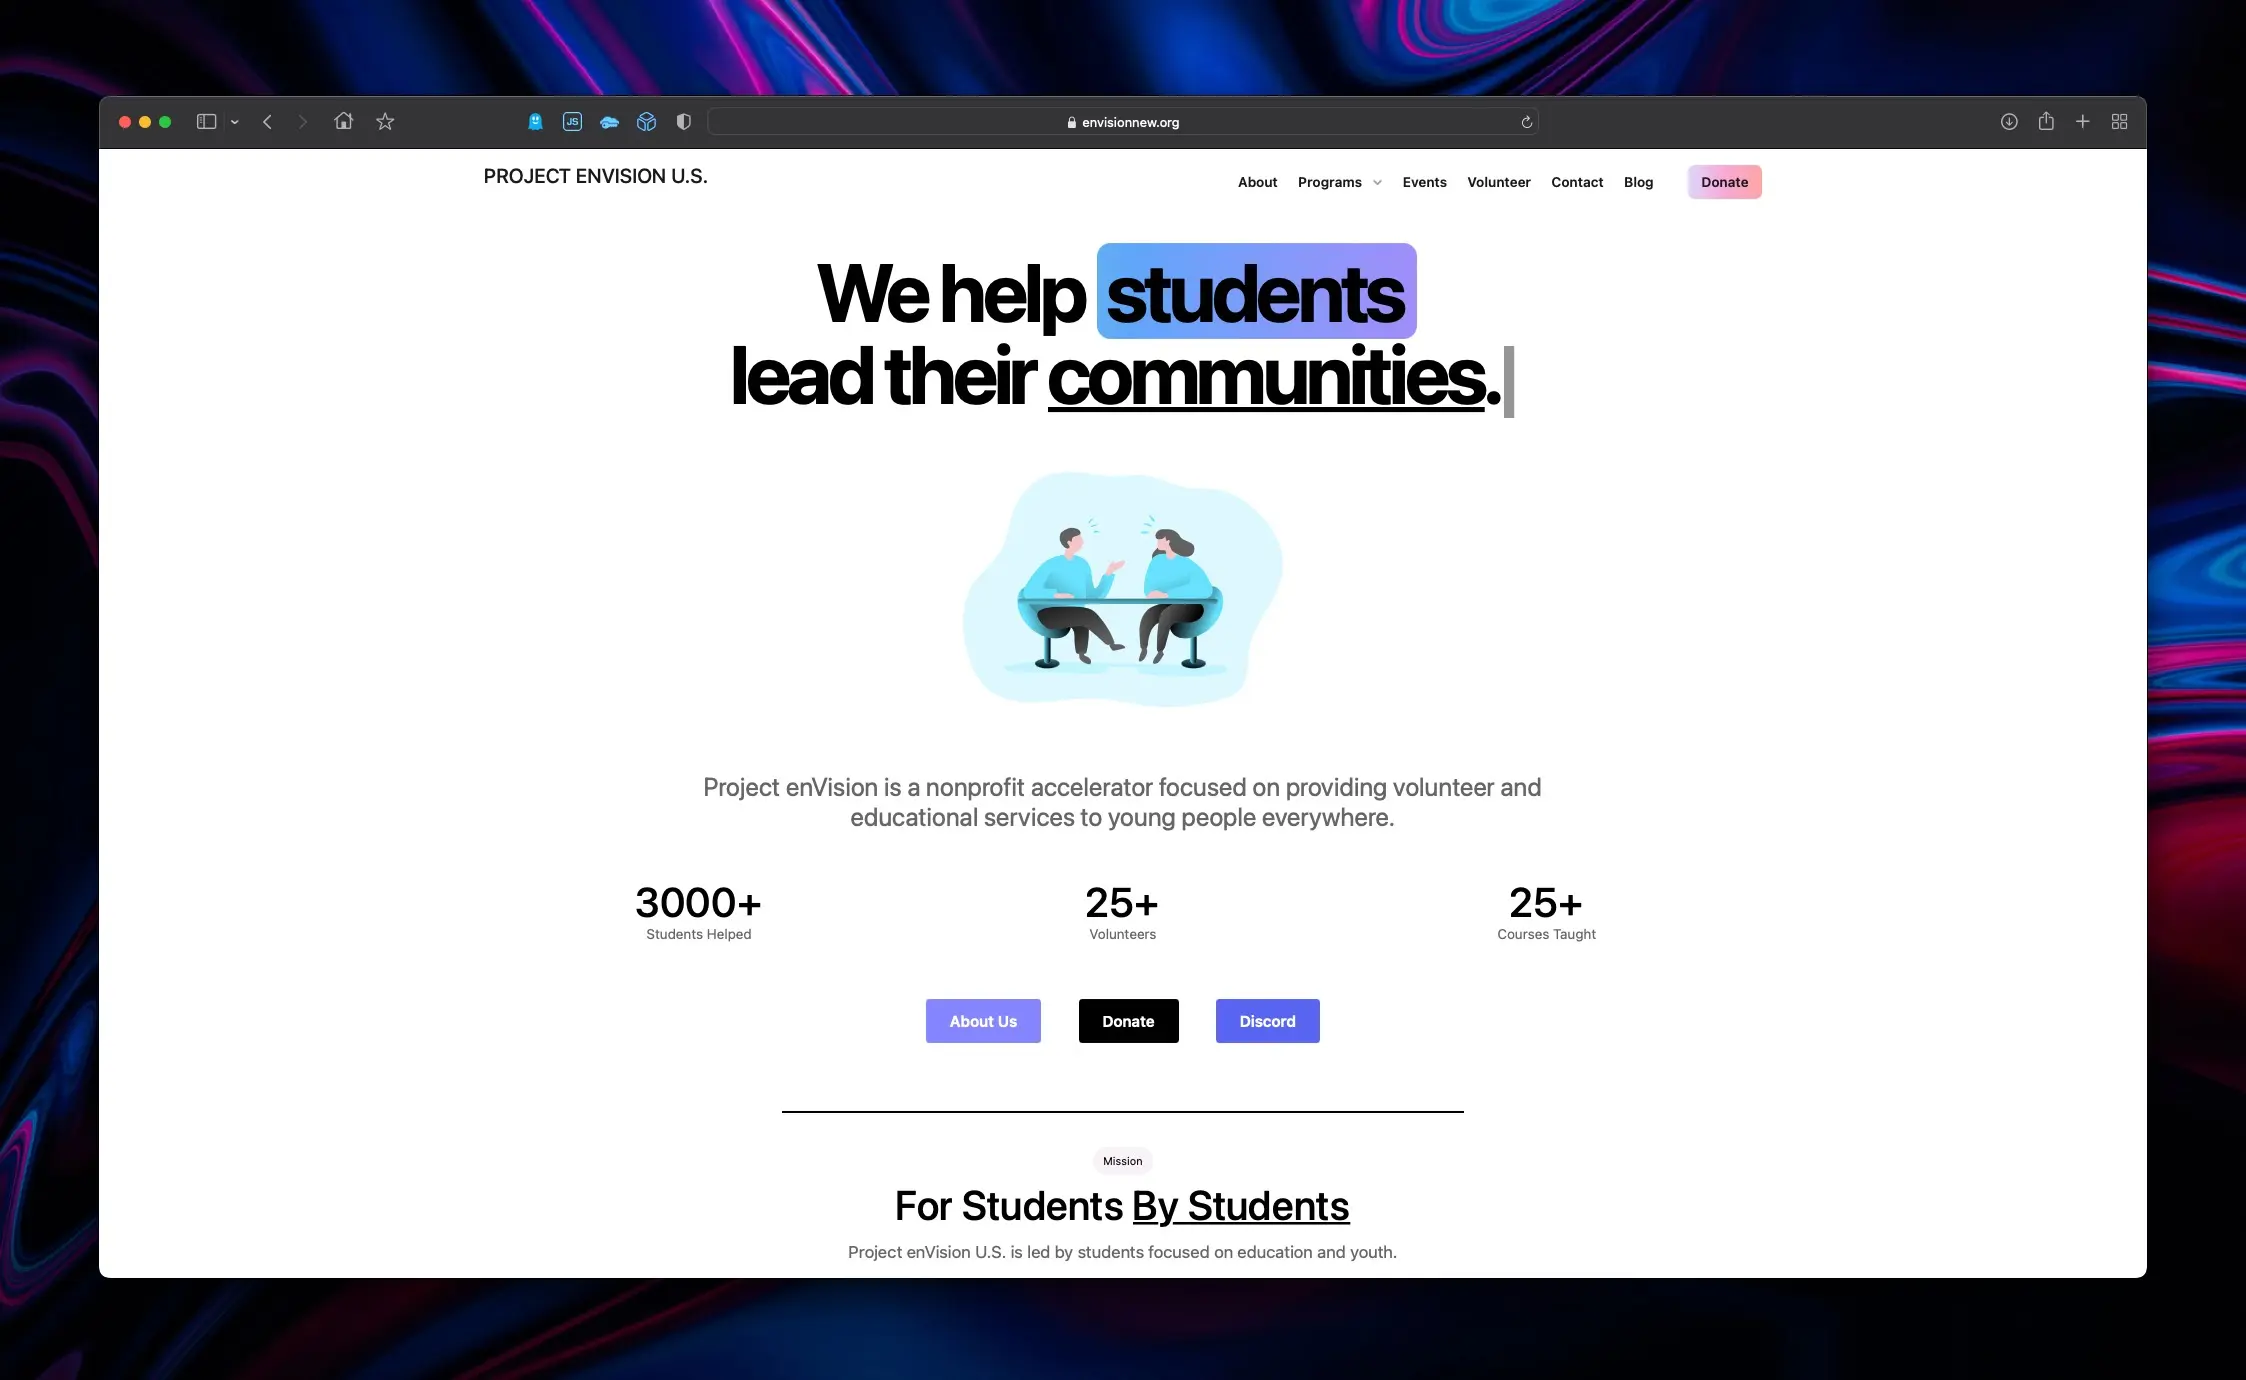 JS
envisionnew.org
PROJECT ENVISION U.S.
About Programs Events Volunteer Contact Blog Donate
We help students
lead their communities.
Project enVision is a nonprofit accelerator focused on providing volunteer and
educational services to young people everywhere.
3000+ 25+ 25+
Students Helped Volunteers Courses Taught
About Us Donate Discord
Mission
For Students By Students
Project enVision U.S. is led by students focused on education and youth.